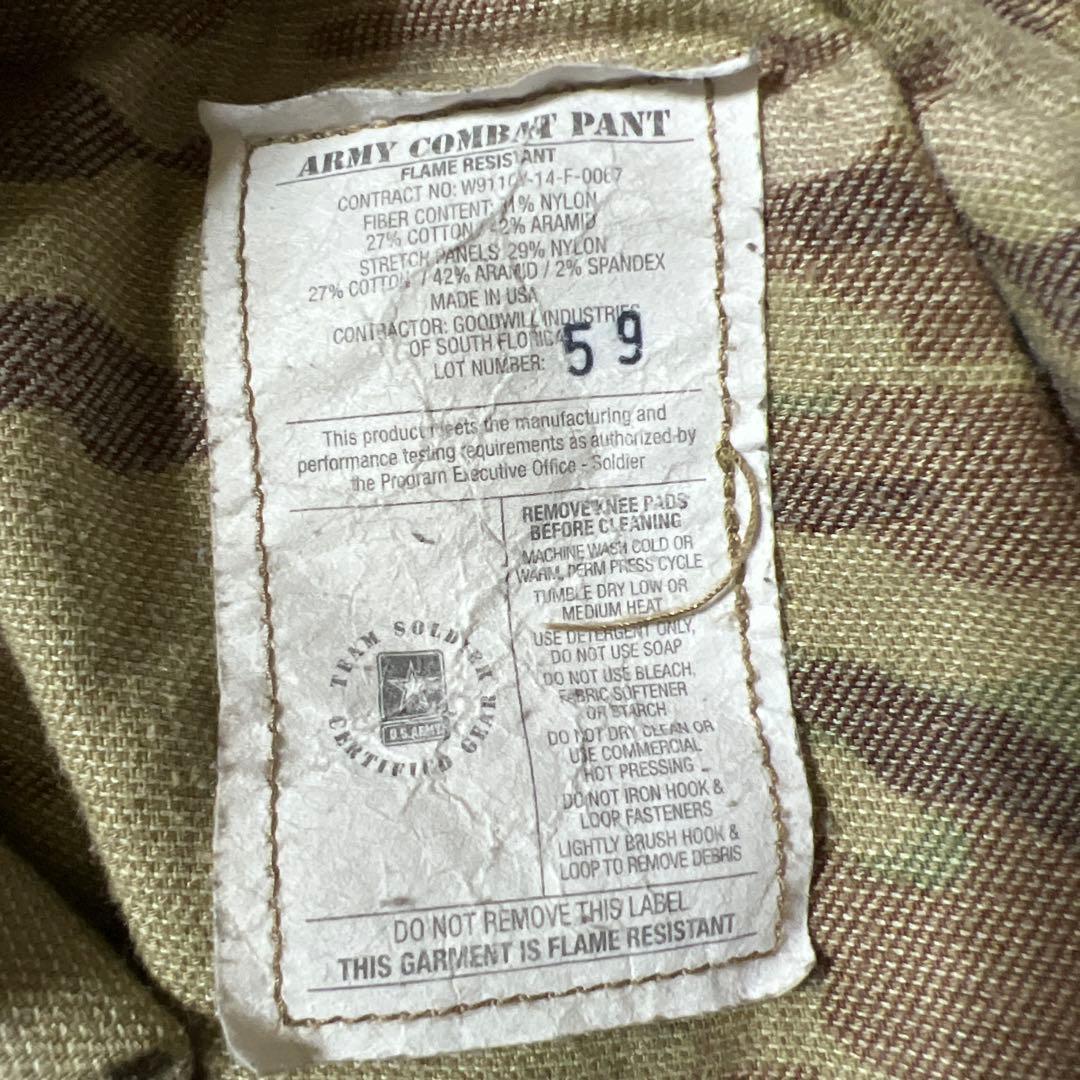 ARMY COMBAT PANT
FLAME RESISTANT
CONTRACT NO:
FIBER CONTENT: NYLON
27% COTTON / 42% ARAMID
STRETCH PANELS: 29% NYLON
27% COTTON / 42% ARAMID / 2% SPANDEX
MADE IN USA
CONTRACTOR: GOODWILL INDUSTRIES
OF SOUTH FLORIDA
LOT NUMBER: 59
This product meets the manufacturing and
performance testing requirements as authorized by
the Program Executive Office - Soldier
REMOVE KNEE PADS
BEFORE CLEANING
MACHINE WASH COLD OR
WARM, PERM PRESS CYCLE
TUMBLE DRY LOW OR
MEDIUM HEAT
USE DETERGENT ONLY,
DO NOT USE SOAP
DO NOT USE BLEACH,
FABRIC SOFTENER
OR STARCH
DO NOT DRY CLEAN OR
USE COMMERCIAL
HOT PRESSING
DO NOT IRON HOOK &
LOOP FASTENERS
LIGHTLY BRUSH HOOK &
LOOP TO REMOVE DEBRIS
TEAM SOLDIER
CERTIFIED GEAR
U.S. ARMY
DO NOT REMOVE THIS LABEL
THIS GARMENT IS FLAME RESISTANT